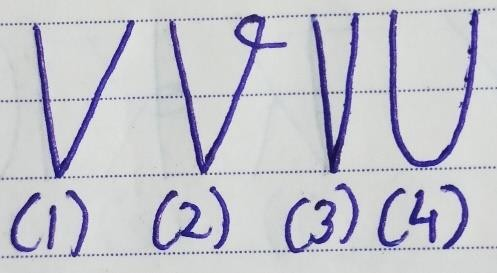 V V V U
(1) (2) (3) (4)